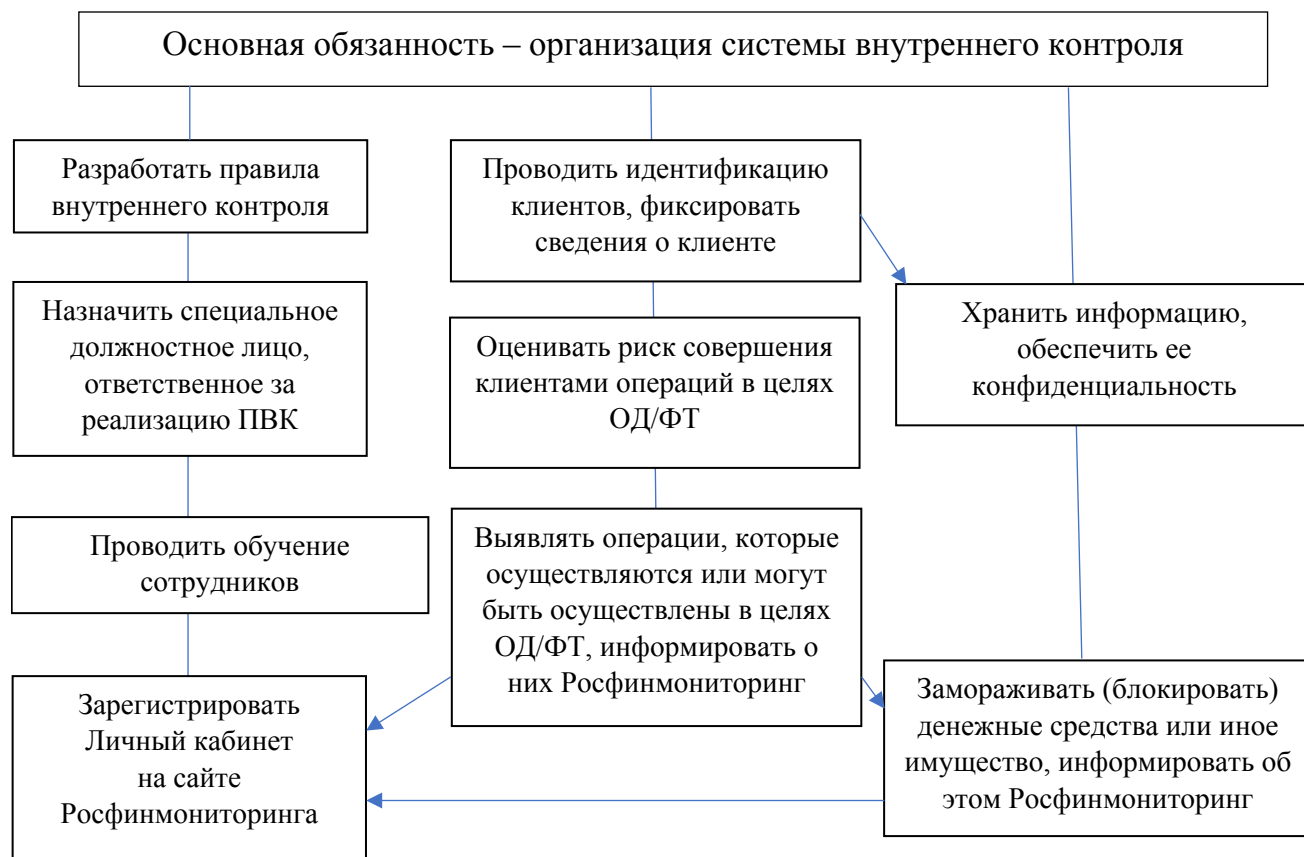 Основная обязанность – организация системы внутреннего контроля
Разработать правила
внутреннего контроля
Назначить специальное
должностное лицо,
ответственное за
реализацию ПВК
Проводить обучение
сотрудников
Зарегистрировать
Личный кабинет
на сайте
Росфинмониторинга
Проводить идентификацию
клиентов, фиксировать
сведения о клиенте
Оценивать риск совершения
клиентами операций в целях
ОД/ФТ
Выявлять операции, которые
осуществляются или могут
быть осуществлены в целях
ОД/ФТ, информировать о
них Росфинмониторинг
Хранить информацию,
обеспечить ее
конфиденциальность
Замораживать (блокировать)
денежные средства или иное
имущество, информировать об
этом Росфинмониторинг